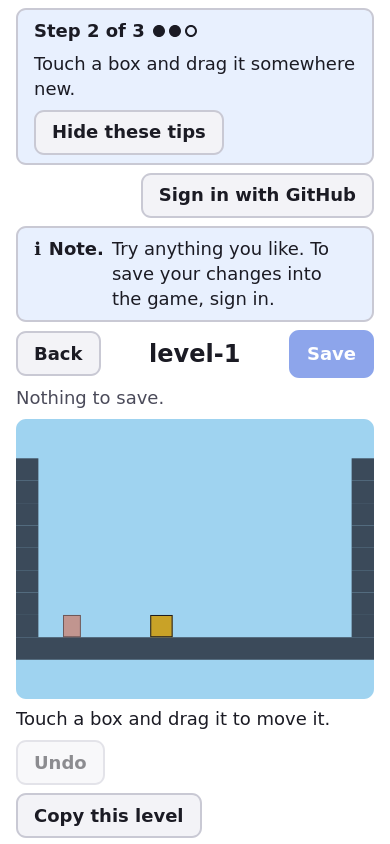 Step 2 of 3
Touch a box and drag it somewhere
new.
Hide these tips
Sign in with GitHub
ℹ Note. Try anything you like. To
save your changes into
the game, sign in.
Back
level-1
Save
Nothing to save.
Touch a box and drag it to move it.
Undo
Copy this level